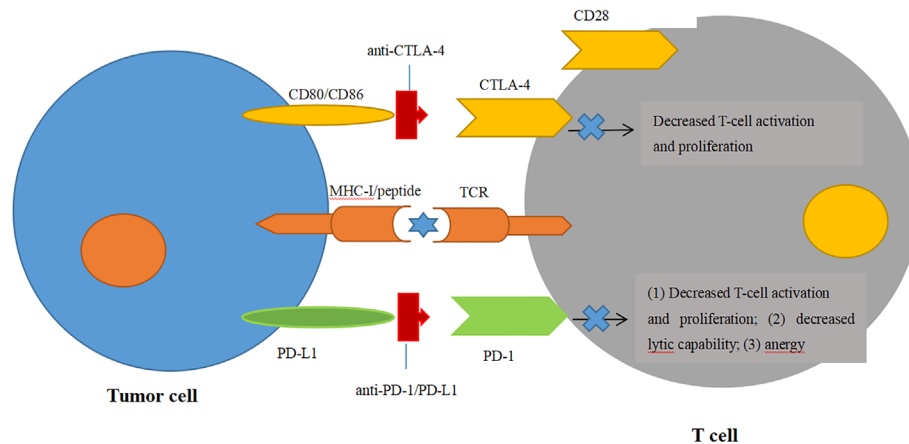 CD28
anti-CTLA-4
CD80/CD86
CTLA-4
Decreased T-cell activation
and proliferation
MHC-I/peptide
TCR
(1) Decreased T-cell activation
and proliferation; (2) decreased
lytic capability; (3) anergy
PD-L1
PD-1
anti-PD-1/PD-L1
Tumor cell
T cell